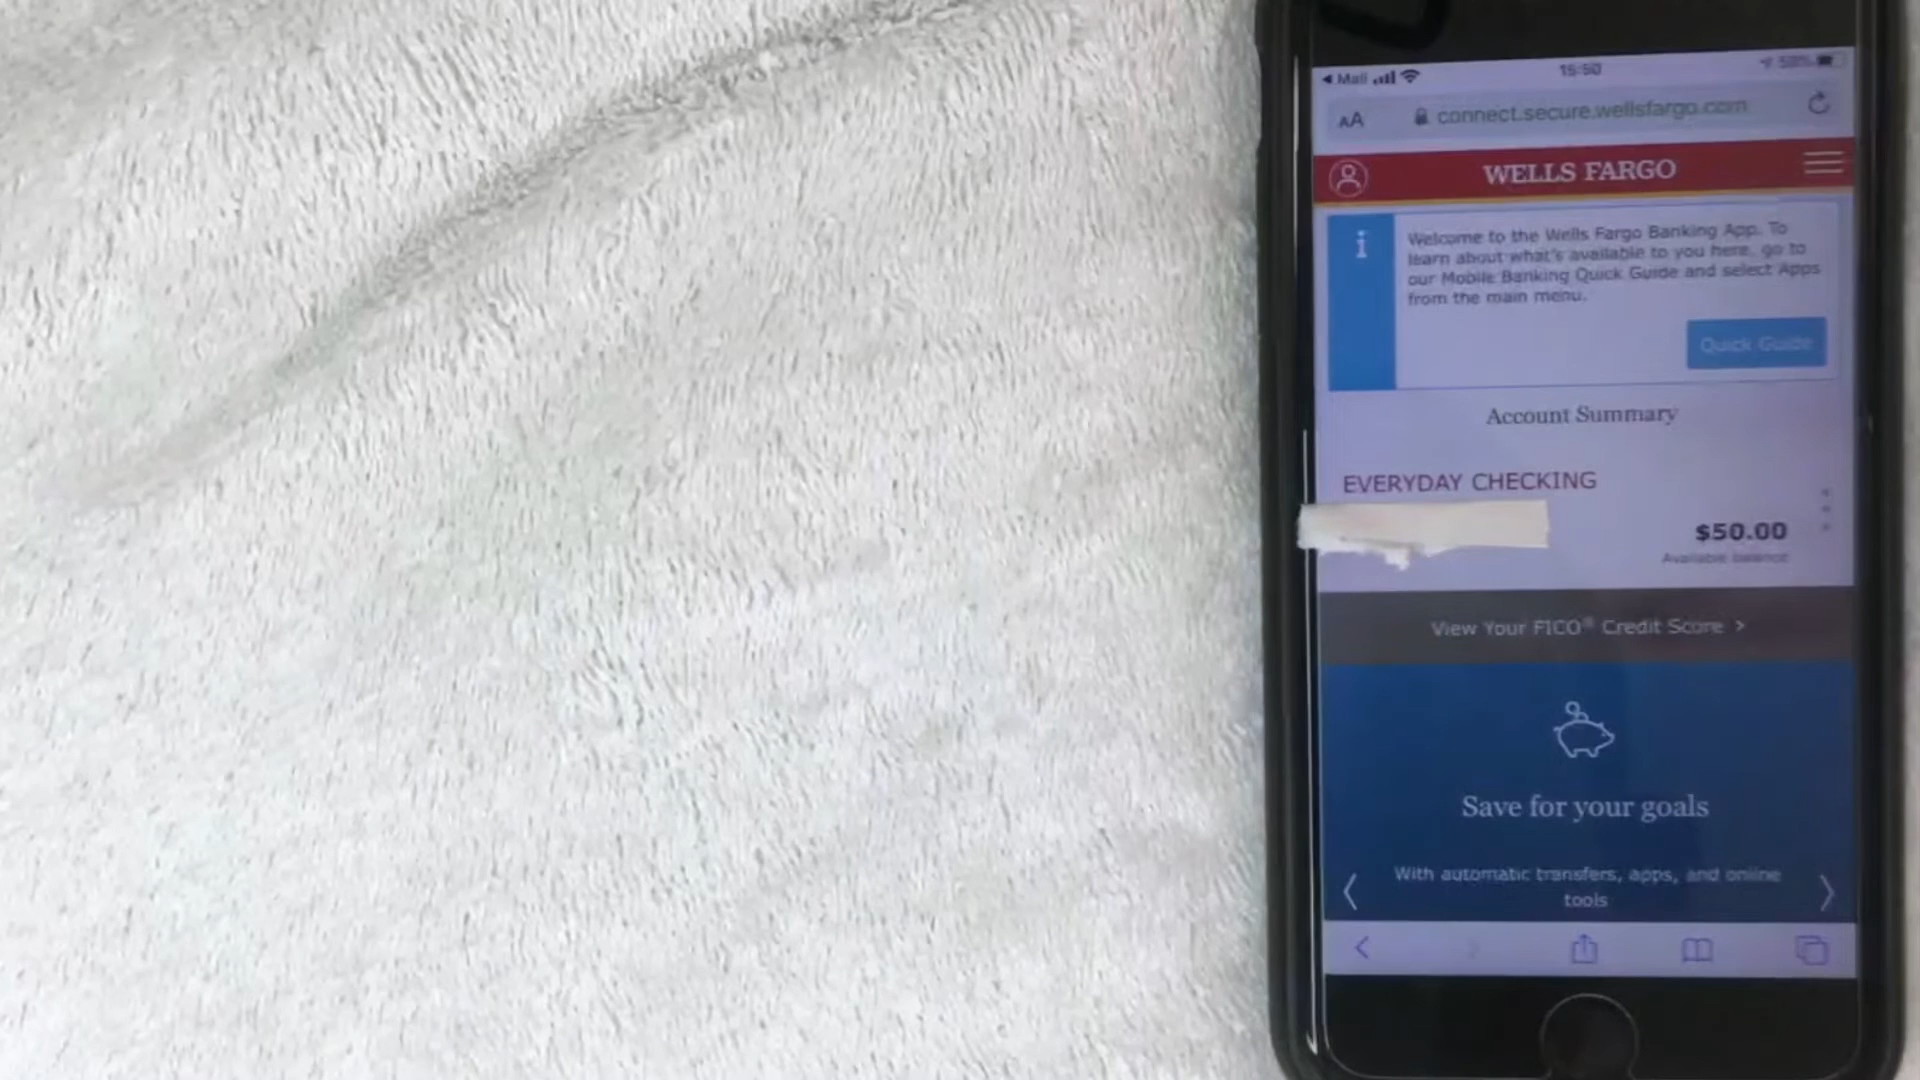 Mail 15:50 50%
AA connect.secure.wellsfargo.com
WELLS FARGO
i
Welcome to the Wells Fargo Banking App. To
learn about what's available to you here, go to
our Mobile Banking Quick Guide and select Apps
from the main menu.
Quick Guide
Account Summary
EVERYDAY CHECKING
$50.00
Available balance
View Your FICO® Credit Score >
Save for your goals
With automatic transfers, apps, and online
tools